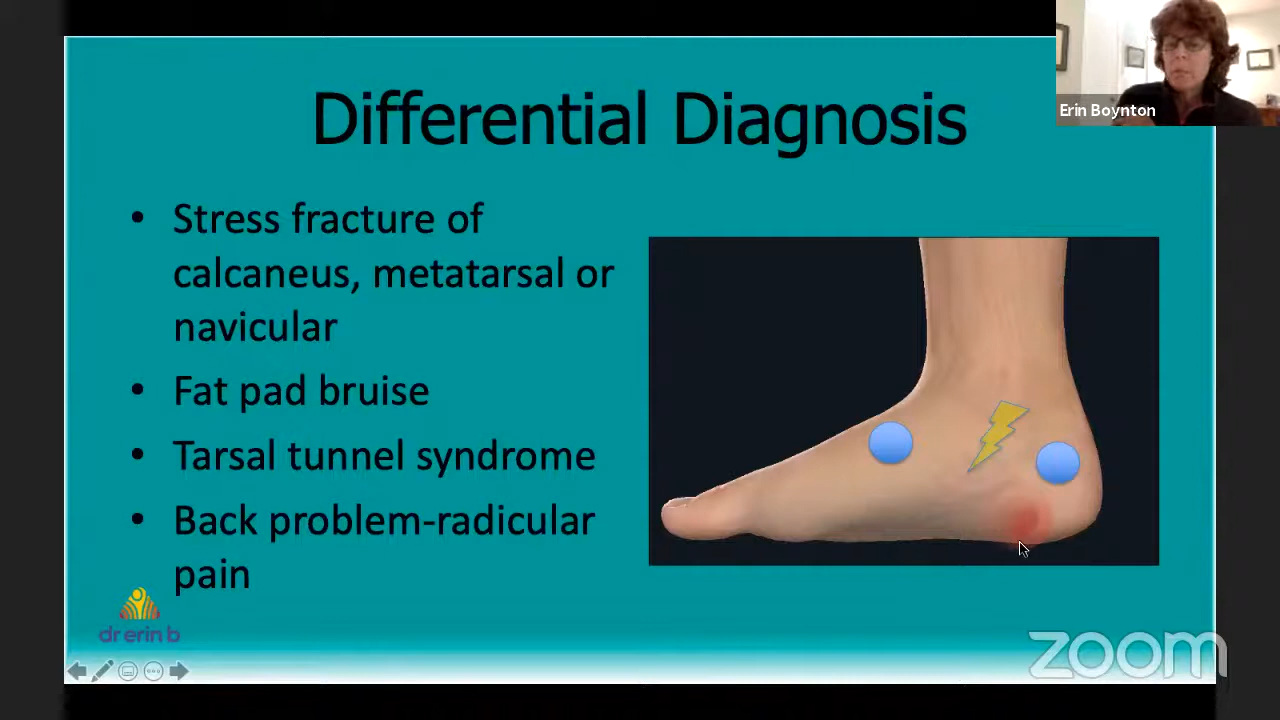 Differential Diagnosis
Erin Boynton
• Stress fracture of
calcaneus, metatarsal or
navicular
• Fat pad bruise
• Tarsal tunnel syndrome
• Back problem-radicular
pain
dr erin b
zoom